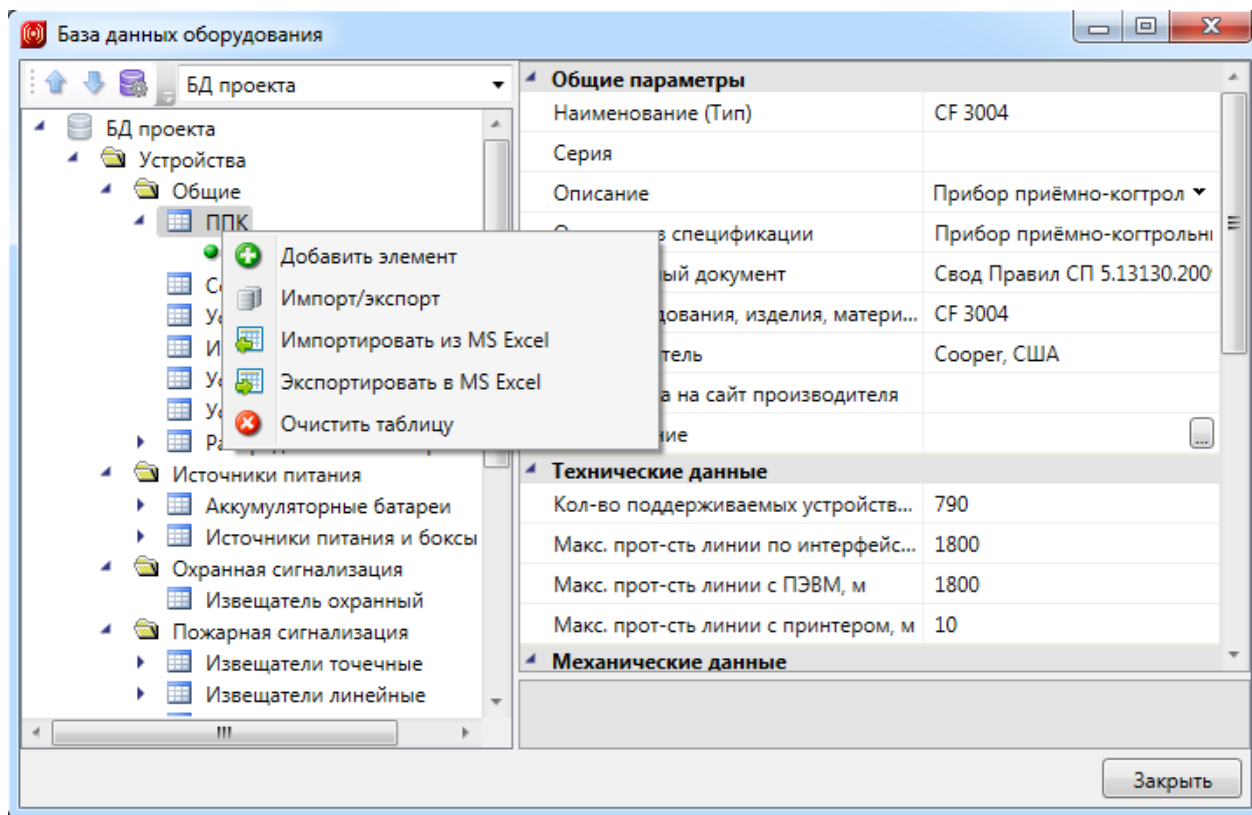 База данных оборудования
БД проекта
БД проекта
Устройства
Общие
ППК
Добавить элемент
Импорт/экспорт
Импортировать из MS Excel
Экспортировать в MS Excel
Очистить таблицу
Источники питания
Аккумуляторные батареи
Источники питания и боксы
Охранная сигнализация
Извещатель охранный
Пожарная сигнализация
Извещатели точечные
Извещатели линейные
Общие параметры
Наименование (Тип) CF 3004
Серия
Описание Прибор приёмно-когтрол
спецификации Прибор приёмно-когтрольны
документ Свод Правил СП 5.13130.200
изделия, матери... CF 3004
Cooper, США
на сайт производителя
...
Технические данные
Кол-во поддерживаемых устройств... 790
Макс. прот-сть линии по интерфейс... 1800
Макс. прот-сть линии с ПЭВМ, м 1800
Макс. прот-сть линии с принтером, м 10
Механические данные
Закрыть